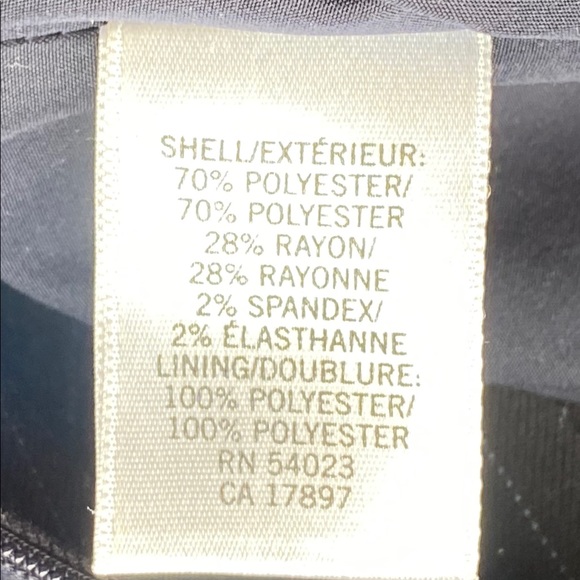 SHELL/EXTÉRIEUR:
70% POLYESTER/
70% POLYESTER
28% RAYON/
28% RAYONNE
2% SPANDEX/
2% ÉLASTHANNE
LINING/DOUBLURE:
100% POLYESTER/
100% POLYESTER
RN 54023
CA 17897